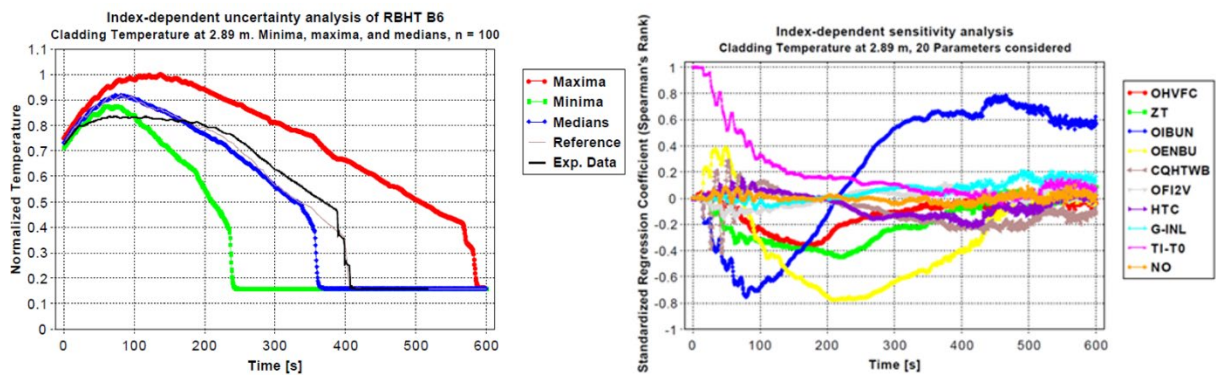 Index-dependent uncertainty analysis of RBHT B6
Cladding Temperature at 2.89 m. Minima, maxima, and medians, n = 100
Normalized Temperature
1.1
1
0.9
0.8
0.7
0.6
0.5
0.4
0.3
0.2
0.1
0
0
100
200
300
400
500
600
Time [s]
Maxima
Minima
Medians
Reference
Exp. Data
Index-dependent sensitivity analysis
Cladding Temperature at 2.89 m, 20 Parameters considered
Standardized Regression Coefficient (Spearman's Rank)
1
0.8
0.6
0.4
0.2
0
-0.2
-0.4
-0.6
-0.8
-1
0
100
200
300
400
500
600
Time [s]
OHVFC
ZT
OIBUN
OENBU
CQHTWB
OFI2V
HTC
G-INL
TI-T0
NO